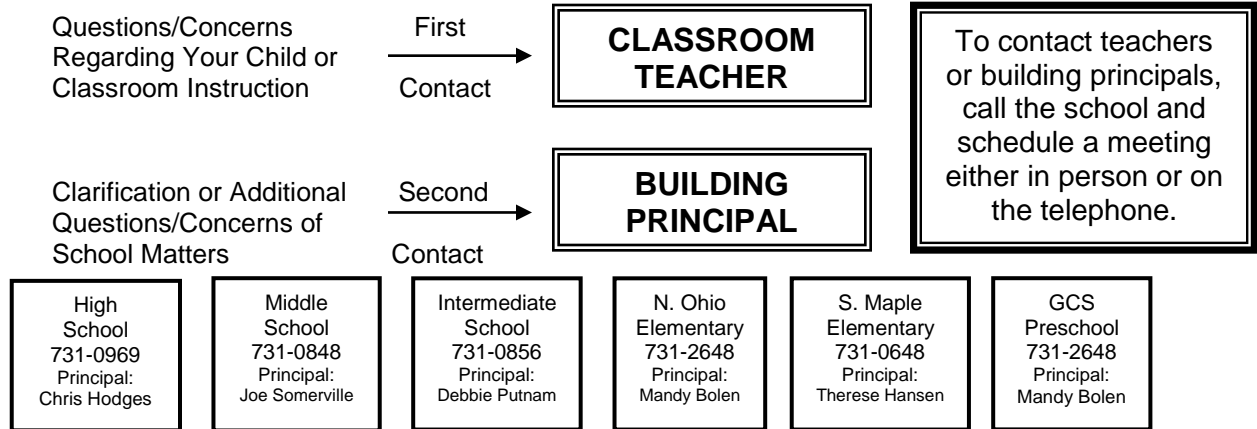 Questions/Concerns
Regarding Your Child or
Classroom Instruction
First
Contact
CLASSROOM
TEACHER
To contact teachers
or building principals,
call the school and
schedule a meeting
either in person or on
the telephone.
Clarification or Additional
Questions/Concerns of
School Matters
Second
Contact
BUILDING
PRINCIPAL
High
School
731-0969
Principal:
Chris Hodges
Middle
School
731-0848
Principal:
Joe Somerville
Intermediate
School
731-0856
Principal:
Debbie Putnam
N. Ohio
Elementary
731-2648
Principal:
Mandy Bolen
S. Maple
Elementary
731-0648
Principal:
Therese Hansen
GCS
Preschool
731-2648
Principal:
Mandy Bolen